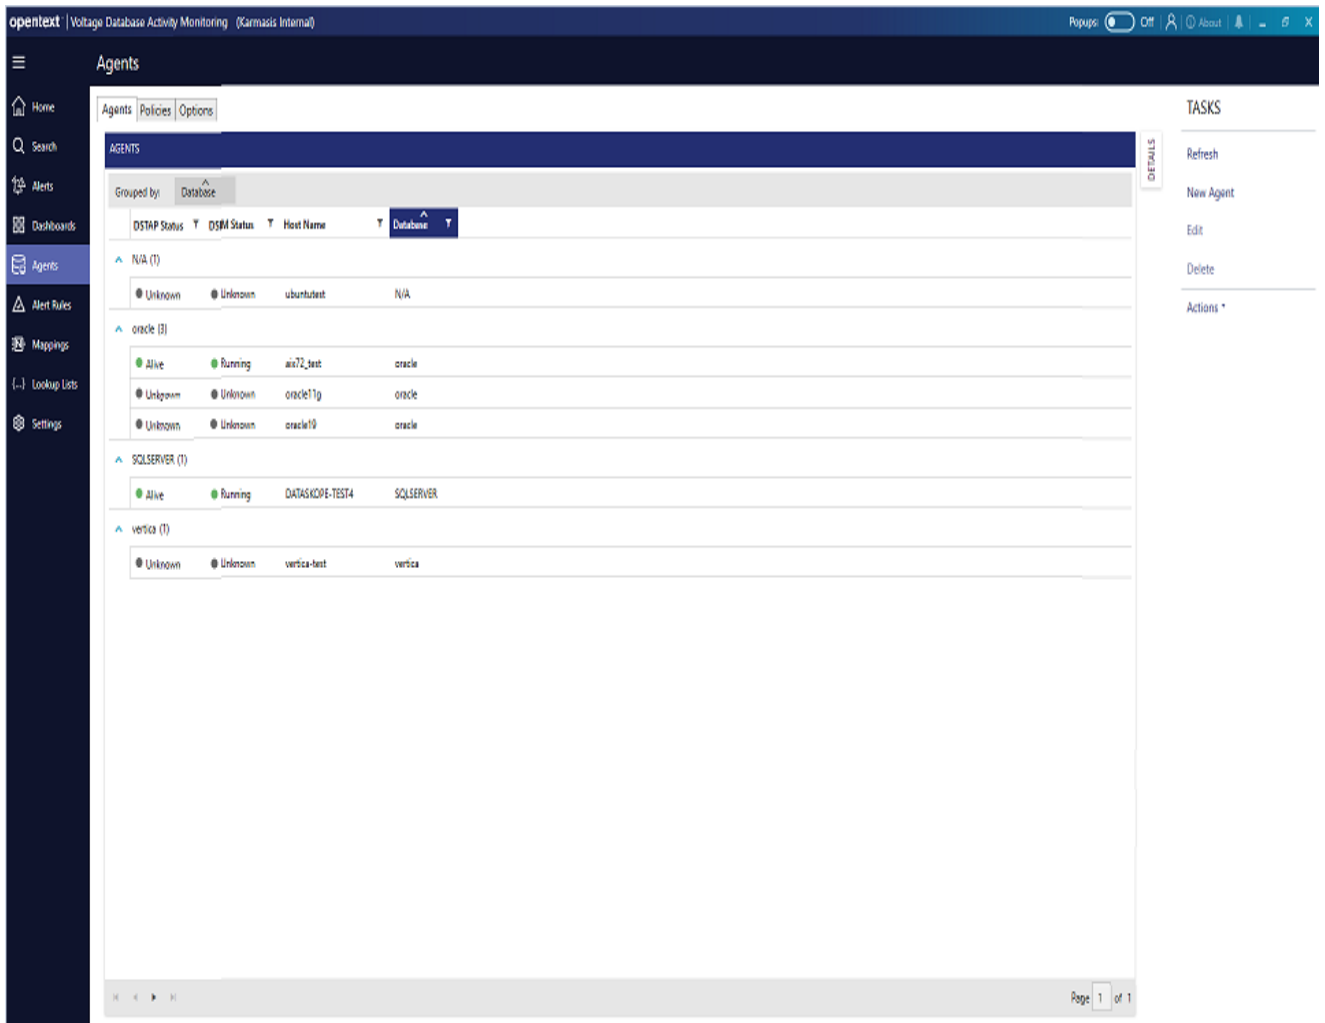 opentext | Voltage Database Activity Monitoring (Karmasis Internal) Popups: Off About
Agents
Home
Search
Alerts
Dashboards
Agents
Alert Rules
Mappings
{...} Lookup Lists
Settings
Agents Policies Options
AGENTS
Grouped by: Database
DSTAP Status DSIM Status Host Name Database
N/A (1)
Unknown Unknown ubuntutest N/A
oracle (3)
Alive Running aix72_test oracle
Unknown Unknown oracle11g oracle
Unknown Unknown oracle19 oracle
SQLSERVER (1)
Alive Running DATASKOPE-TEST4 SQLSERVER
vertica (1)
Unknown Unknown vertica-test vertica
Page 1 of 1
DETAILS
TASKS
Refresh
New Agent
Edit
Delete
Actions